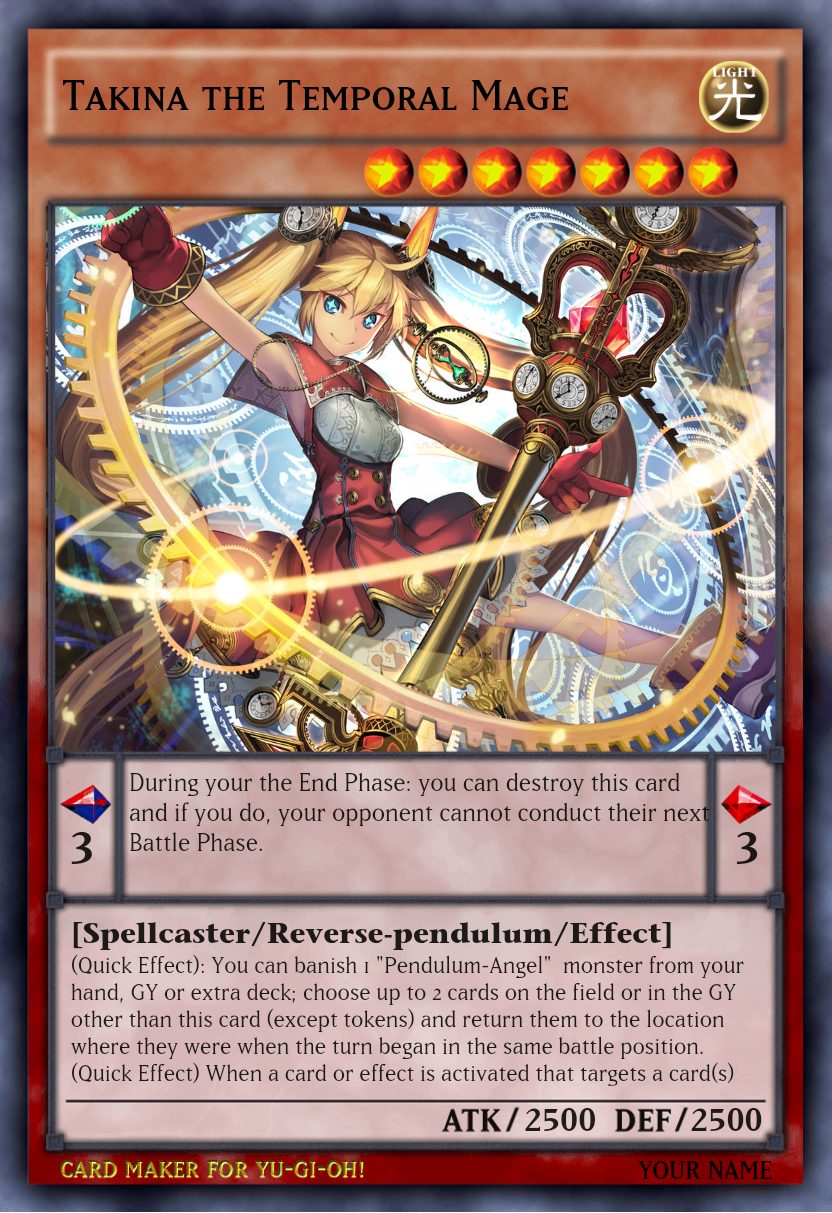 Takina the Temporal Mage
LIGHT
光
During your the End Phase: you can destroy this card
and if you do, your opponent cannot conduct their next
Battle Phase.
3
3
[Spellcaster/Reverse-pendulum/Effect]
(Quick Effect): You can banish 1 "Pendulum-Angel" monster from your
hand, GY or extra deck; choose up to 2 cards on the field or in the GY
other than this card (except tokens) and return them to the location
where they were when the turn began in the same battle position.
(Quick Effect) When a card or effect is activated that targets a card(s)
ATK/2500 DEF/2500
CARD MAKER FOR YU-GI-OH!
YOUR NAME